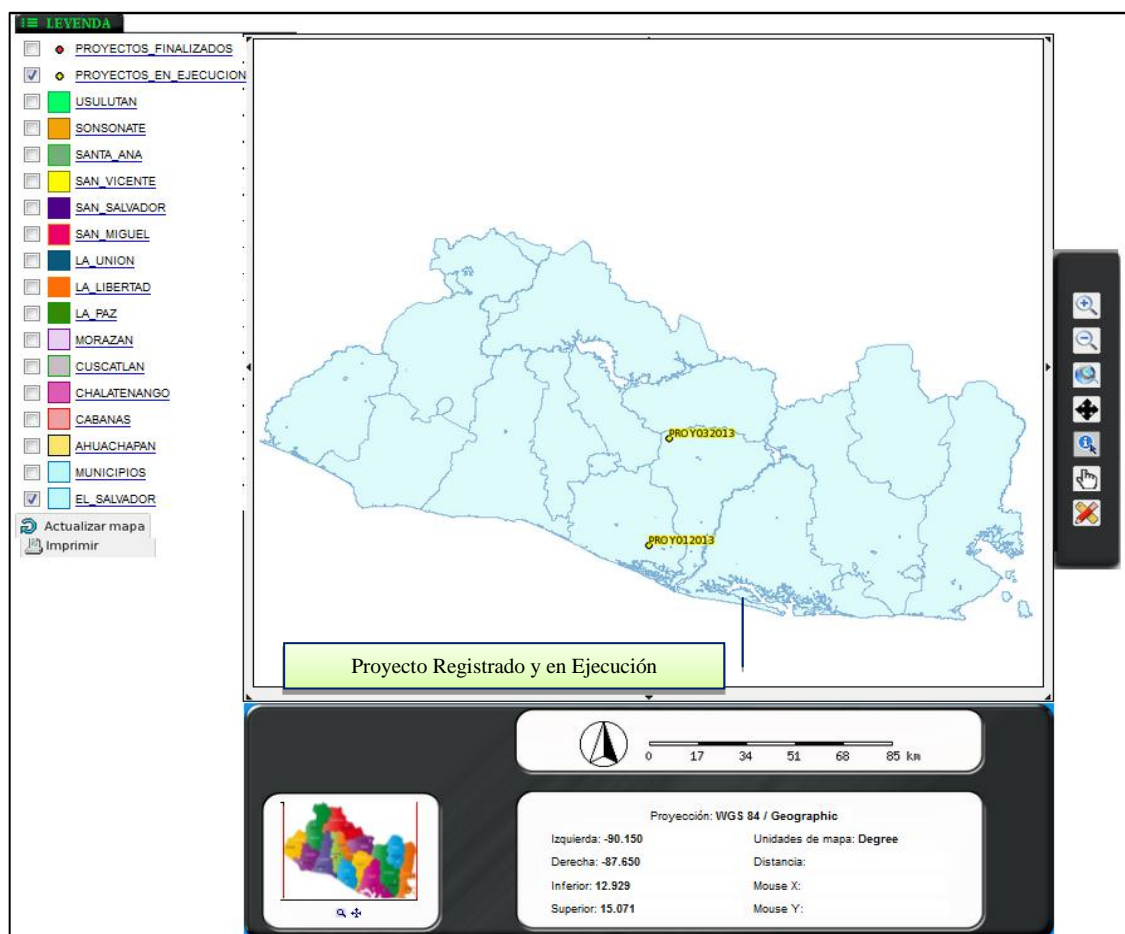 LEYENDA
PROYECTOS_FINALIZADOS
PROYECTOS_EN_EJECUCION
USULUTAN
SONSONATE
SANTA_ANA
SAN_VICENTE
SAN_SALVADOR
SAN_MIGUEL
LA_UNION
LA_LIBERTAD
LA_PAZ
MORAZAN
CUSCATLAN
CHALATENANGO
CABANAS
AHUACHAPAN
MUNICIPIOS
EL_SALVADOR
Actualizar mapa
Imprimir
PROY032013
PROY012013
Proyecto Registrado y en Ejecución
0 17 34 51 68 85 km
Proyección: WGS 84 / Geographic
Izquierda: -90.150 Unidades de mapa: Degree
Derecha: -87.650 Distancia:
Inferior: 12.929 Mouse X:
Superior: 15.071 Mouse Y: